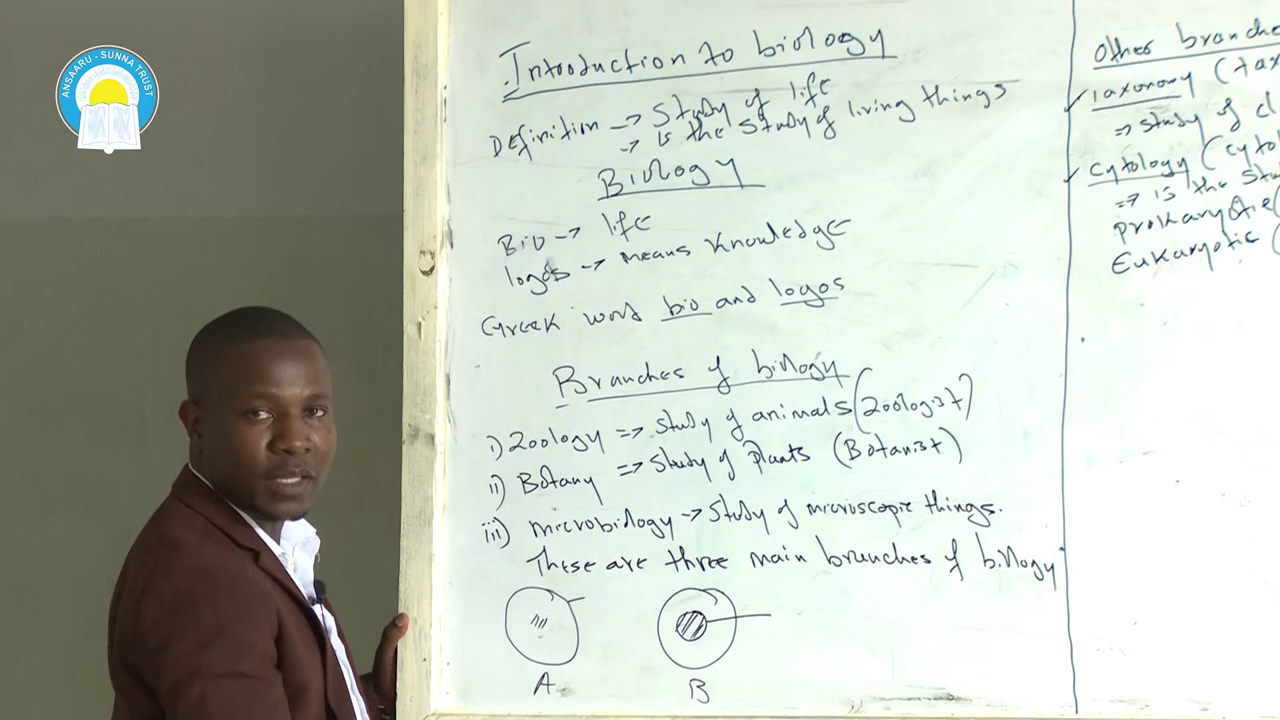 ANSAARU - SUNNA TRUST
Introduction to biology
Definition → Study of life
→ is the study of living things
Biology
Bio → life
logos → means knowledge
Greek word bio and logos
Branches of biology
i) Zoology => study of animals (Zoologist)
ii) Botany => study of plants (Botanist)
iii) microbiology → study of microscopic things.
These are three main branches of biology
A
B
Other branche
✓ Taxonomy (tax
=> study of cl
✓ cytology (cyto
=> is the stu
Prokaryotic (
Eukaryotic (